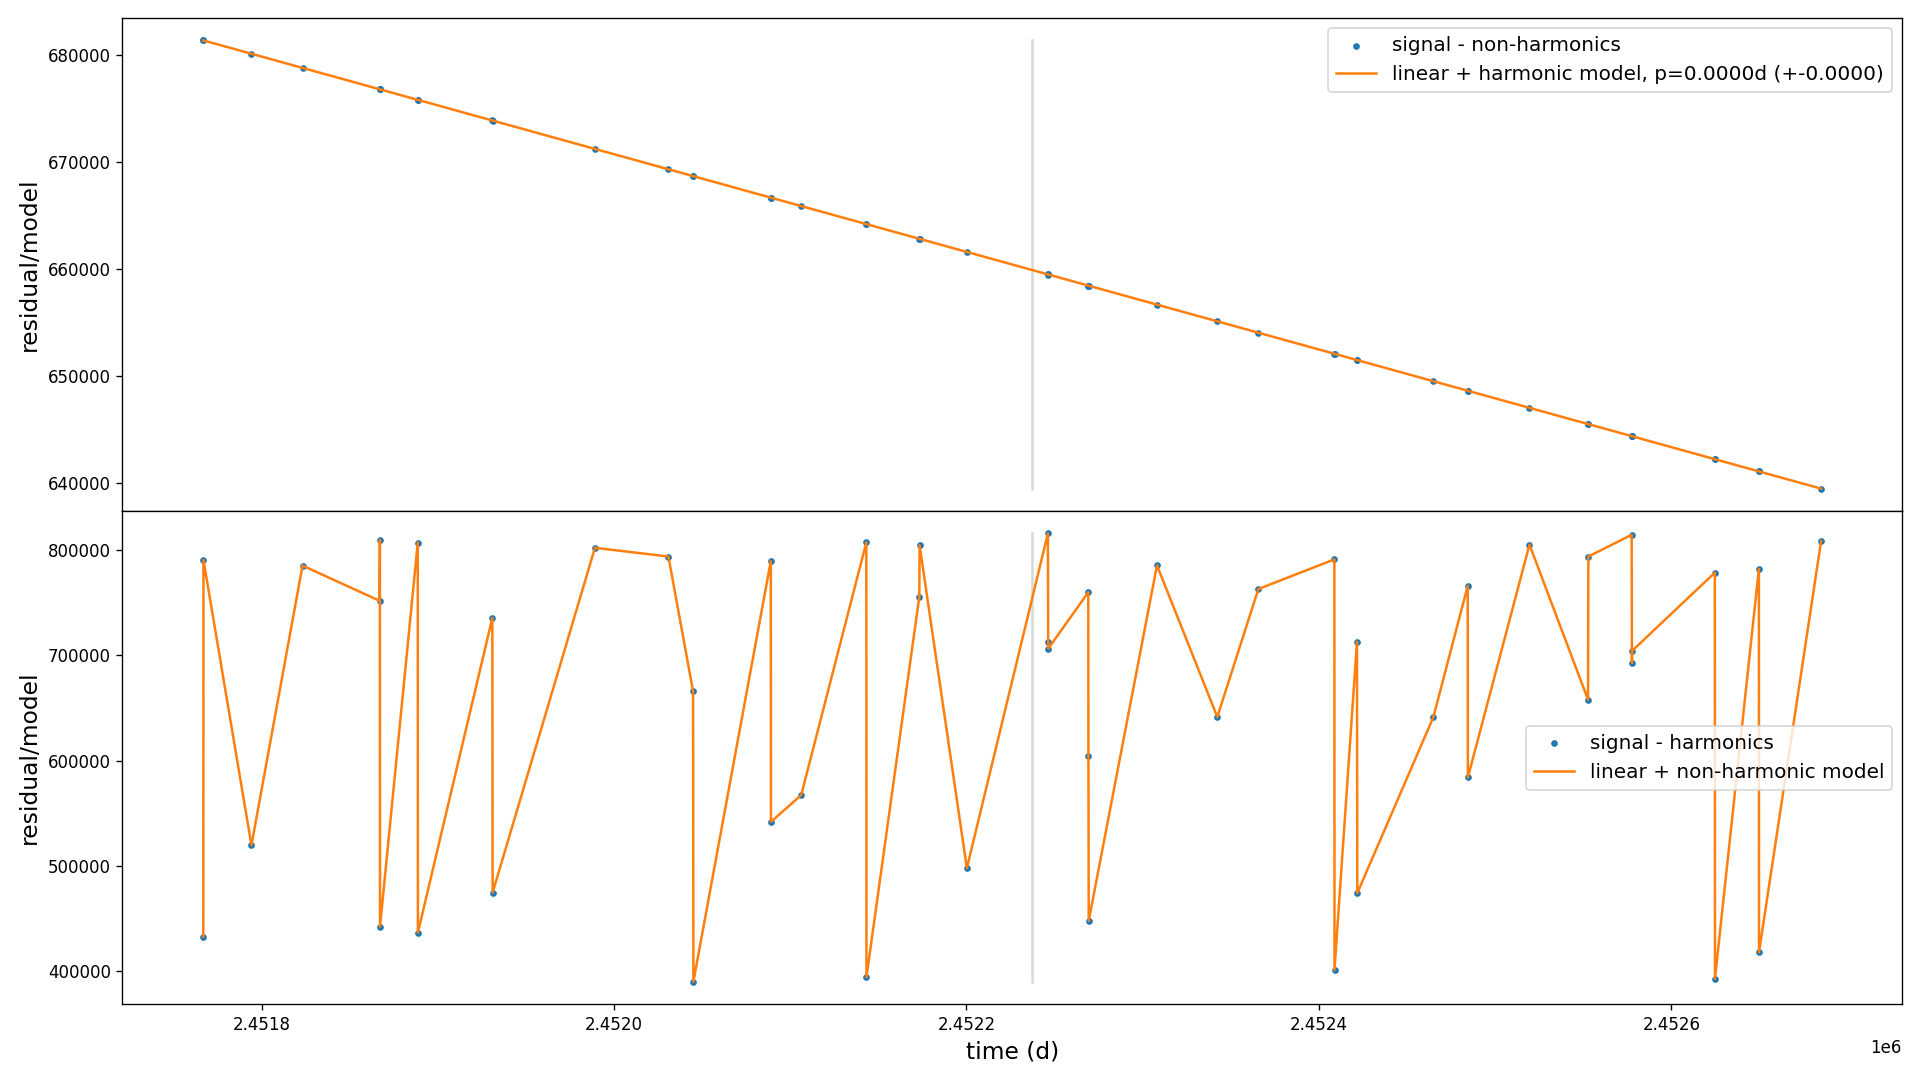 680000
670000
660000
650000
640000
residual/model
signal - non-harmonics
linear + harmonic model, p=0.0000d (+-0.0000)
800000
700000
600000
500000
400000
residual/model
signal - harmonics
linear + non-harmonic model
2.4518 2.4520 2.4522 2.4524 2.4526
time (d)
1e6